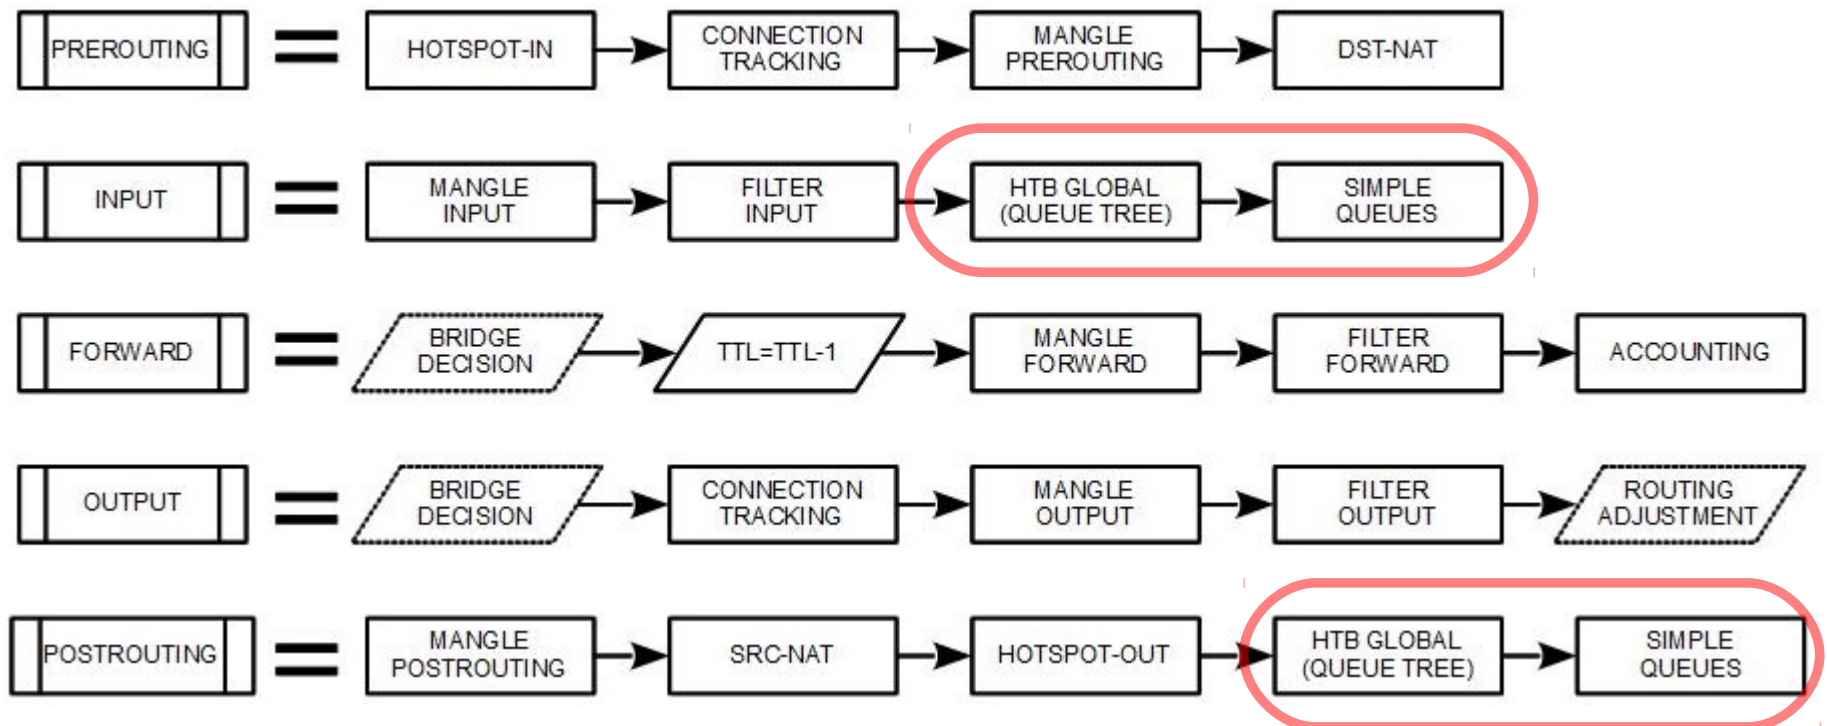 PREROUTING
HOTSPOT-IN
CONNECTION
TRACKING
MANGLE
PREROUTING
DST-NAT
INPUT
MANGLE
INPUT
FILTER
INPUT
HTB GLOBAL
(QUEUE TREE)
SIMPLE
QUEUES
FORWARD
BRIDGE
DECISION
TTL=TTL-1
MANGLE
FORWARD
FILTER
FORWARD
ACCOUNTING
OUTPUT
BRIDGE
DECISION
CONNECTION
TRACKING
MANGLE
OUTPUT
FILTER
OUTPUT
ROUTING
ADJUSTMENT
POSTROUTING
MANGLE
POSTROUTING
SRC-NAT
HOTSPOT-OUT
HTB GLOBAL
(QUEUE TREE)
SIMPLE
QUEUES